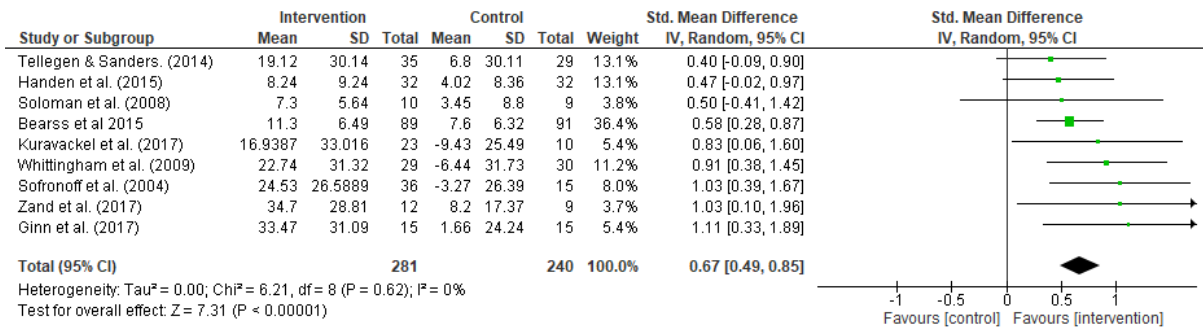 Intervention Control Std. Mean Difference Std. Mean Difference
Study or Subgroup Mean SD Total Mean SD Total Weight IV, Random, 95% CI IV, Random, 95% CI
Tellegen & Sanders. (2014) 19.12 30.14 35 6.8 30.11 29 13.1% 0.40 [-0.09, 0.90]
Handen et al. (2015) 8.24 9.24 32 4.02 8.36 32 13.1% 0.47 [-0.02, 0.97]
Soloman et al. (2008) 7.3 5.64 10 3.45 8.8 9 3.8% 0.50 [-0.41, 1.42]
Bearss et al 2015 11.3 6.49 89 7.6 6.32 91 36.4% 0.58 [0.28, 0.87]
Kuravackel et al. (2017) 16.9387 33.016 23 -9.43 25.49 10 5.4% 0.83 [0.06, 1.60]
Whittingham et al. (2009) 22.74 31.32 29 -6.44 31.73 30 11.2% 0.91 [0.38, 1.45]
Sofronoff et al. (2004) 24.53 26.5889 36 -3.27 26.39 15 8.0% 1.03 [0.39, 1.67]
Zand et al. (2017) 34.7 28.81 12 8.2 17.37 9 3.7% 1.03 [0.10, 1.96]
Ginn et al. (2017) 33.47 31.09 15 1.66 24.24 15 5.4% 1.11 [0.33, 1.89]
Total (95% CI) 281 240 100.0% 0.67 [0.49, 0.85]
Heterogeneity: Tau² = 0.00; Chi² = 6.21, df = 8 (P = 0.62); I² = 0%
Test for overall effect: Z = 7.31 (P < 0.00001)
-1 -0.5 0 0.5 1
Favours [control] Favours [intervention]